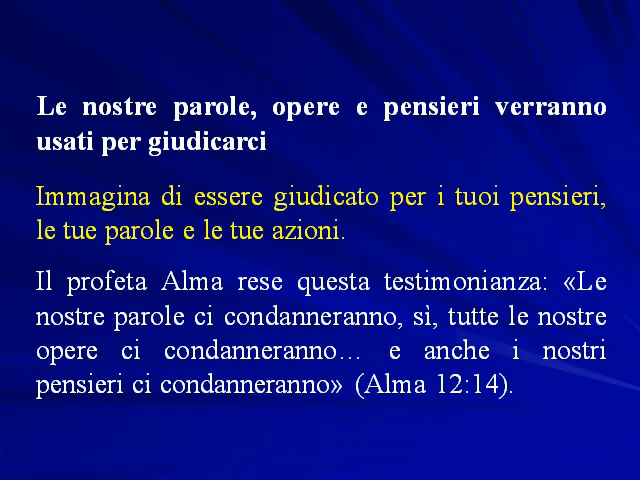 Le nostre parole, opere e pensieri verranno
usati per giudicarci
Immagina di essere giudicato per i tuoi pensieri,
le tue parole e le tue azioni.
Il profeta Alma rese questa testimonianza: «Le
nostre parole ci condanneranno, sì, tutte le nostre
opere ci condanneranno… e anche i nostri
pensieri ci condanneranno» (Alma 12:14).